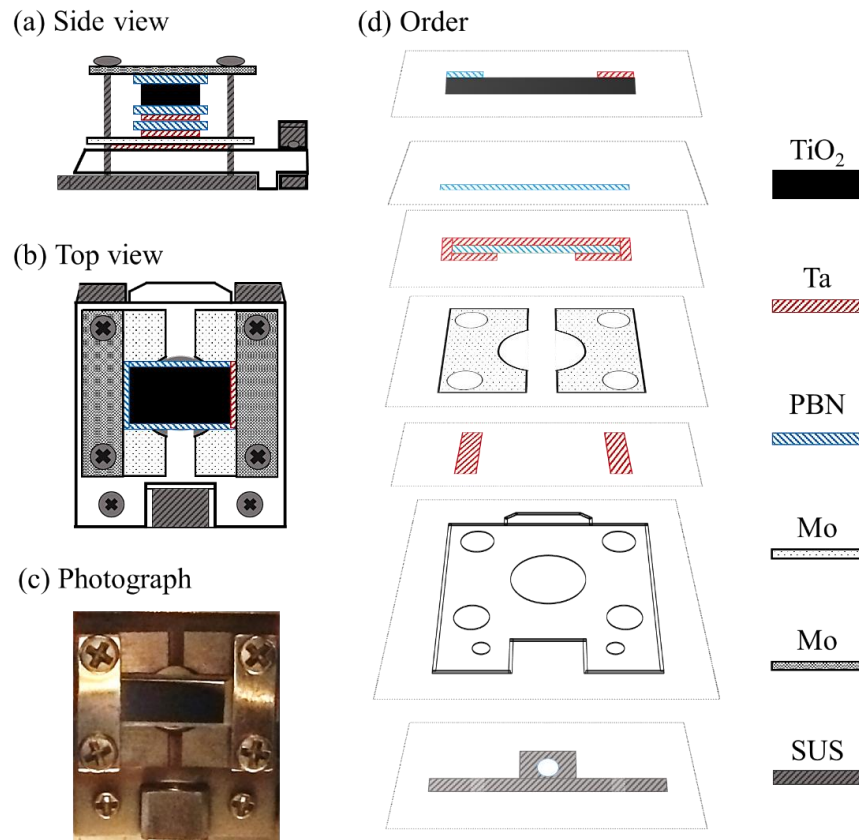 (a) Side view
(b) Top view
(c) Photograph
(d) Order
TiO₂
Ta
PBN
Mo
Mo
SUS